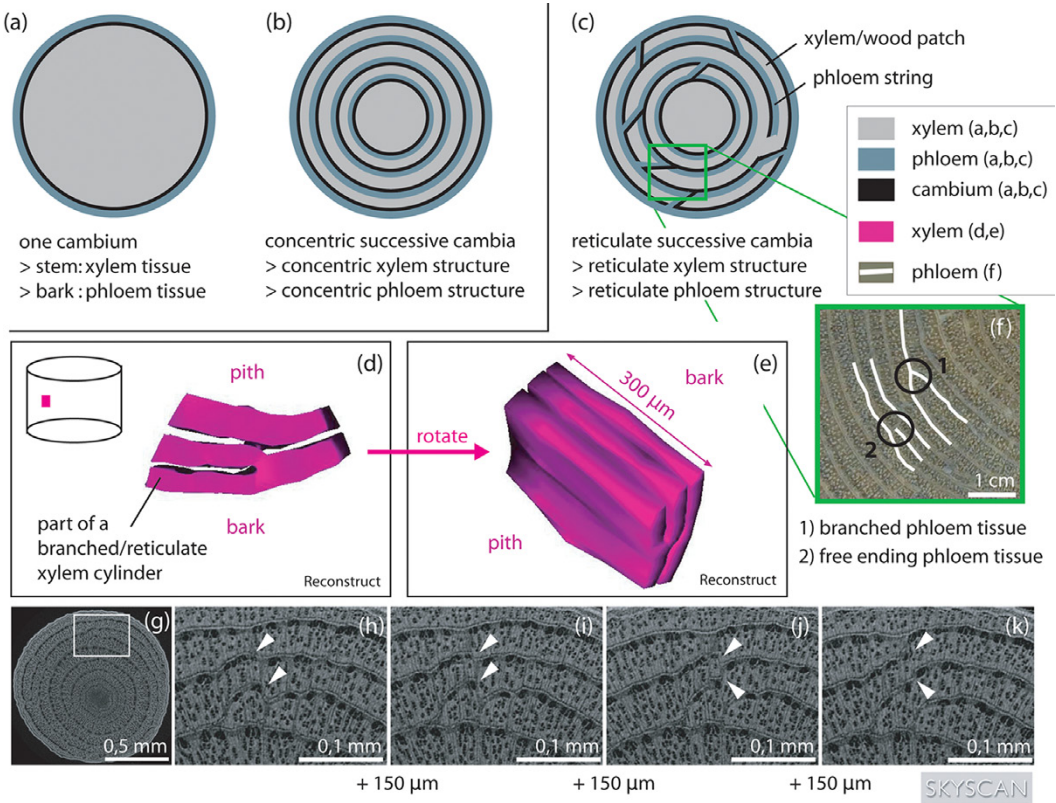 (a)
(b)
(c)
xylem/wood patch
phloem string
xylem (a,b,c)
phloem (a,b,c)
cambium (a,b,c)
xylem (d,e)
phloem (f)
one cambium
> stem: xylem tissue
> bark : phloem tissue
concentric successive cambia
> concentric xylem structure
> concentric phloem structure
reticulate successive cambia
> reticulate xylem structure
> reticulate phloem structure
(d)
pith
bark
part of a
branched/reticulate
xylem cylinder
Reconstruct
rotate
(e)
300 µm
bark
pith
Reconstruct
(f)
1
2
1 cm
1) branched phloem tissue
2) free ending phloem tissue
(g)
0,5 mm
(h)
0,1 mm
(i)
0,1 mm
(j)
0,1 mm
(k)
0,1 mm
+ 150 µm
+ 150 µm
+ 150 µm
SKYSCAN